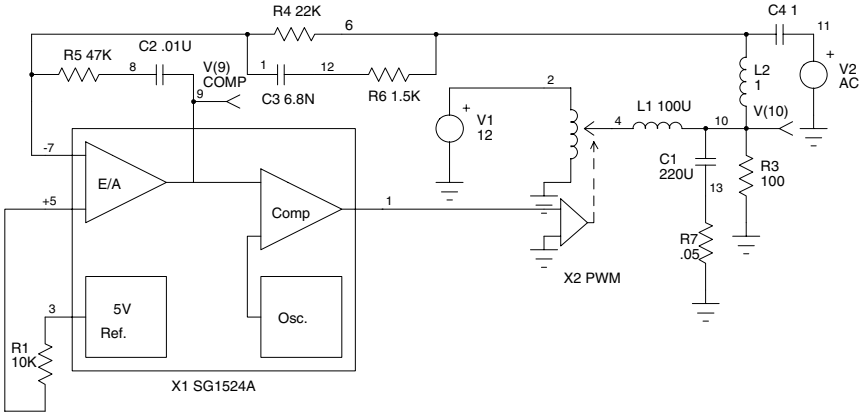 R4 22K
6
C4 1
11
R5 47K
C2 .01U
8
V(9)
COMP
9
1
12
C3 6.8N
R6 1.5K
L2
1
+
V2
AC
2
+
V1
12
L1 100U
V(10)
4
10
-7
E/A
C1
220U
R3
100
+5
Comp
1
13
R7
.05
X2 PWM
3
5V
Ref.
Osc.
R1
10K
X1 SG1524A